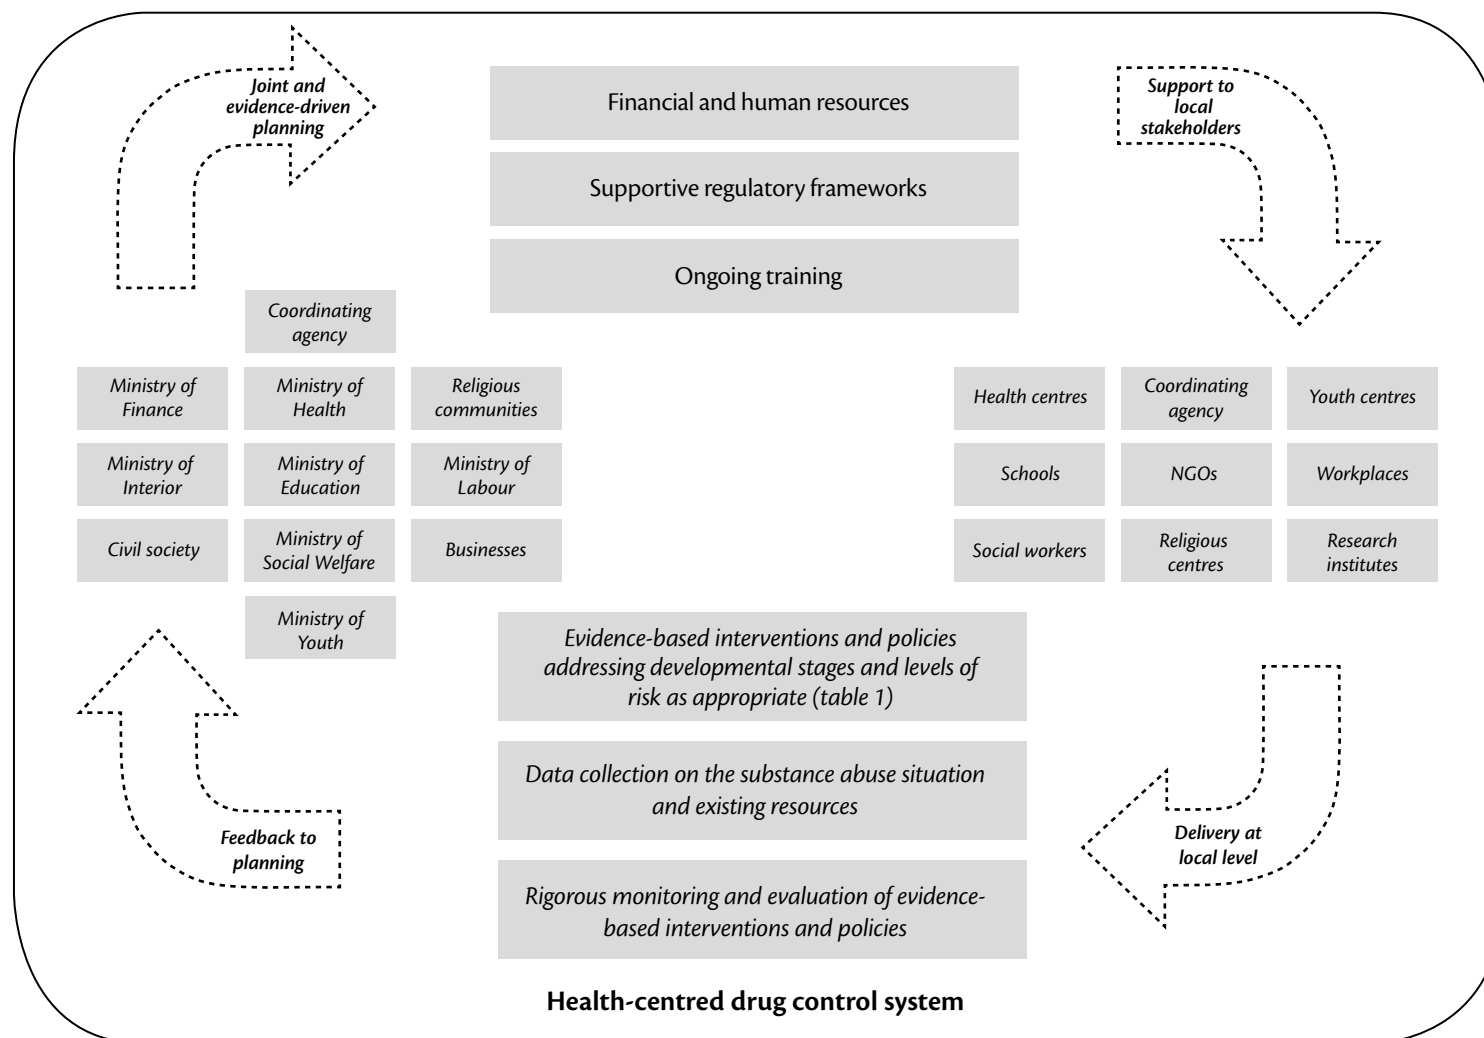 Joint and
evidence-driven
planning
Financial and human resources
Supportive regulatory frameworks
Ongoing training
Support to
local
stakeholders
Coordinating
agency
Ministry of
Finance
Ministry of
Health
Religious
communities
Ministry of
Interior
Ministry of
Education
Ministry of
Labour
Civil society
Ministry of
Social Welfare
Businesses
Ministry of
Youth
Health centres
Coordinating
agency
Youth centres
Schools
NGOs
Workplaces
Social workers
Religious
centres
Research
institutes
Evidence-based interventions and policies
addressing developmental stages and levels of
risk as appropriate (table 1)
Data collection on the substance abuse situation
and existing resources
Rigorous monitoring and evaluation of evidence-
based interventions and policies
Feedback to
planning
Delivery at
local level
Health-centred drug control system